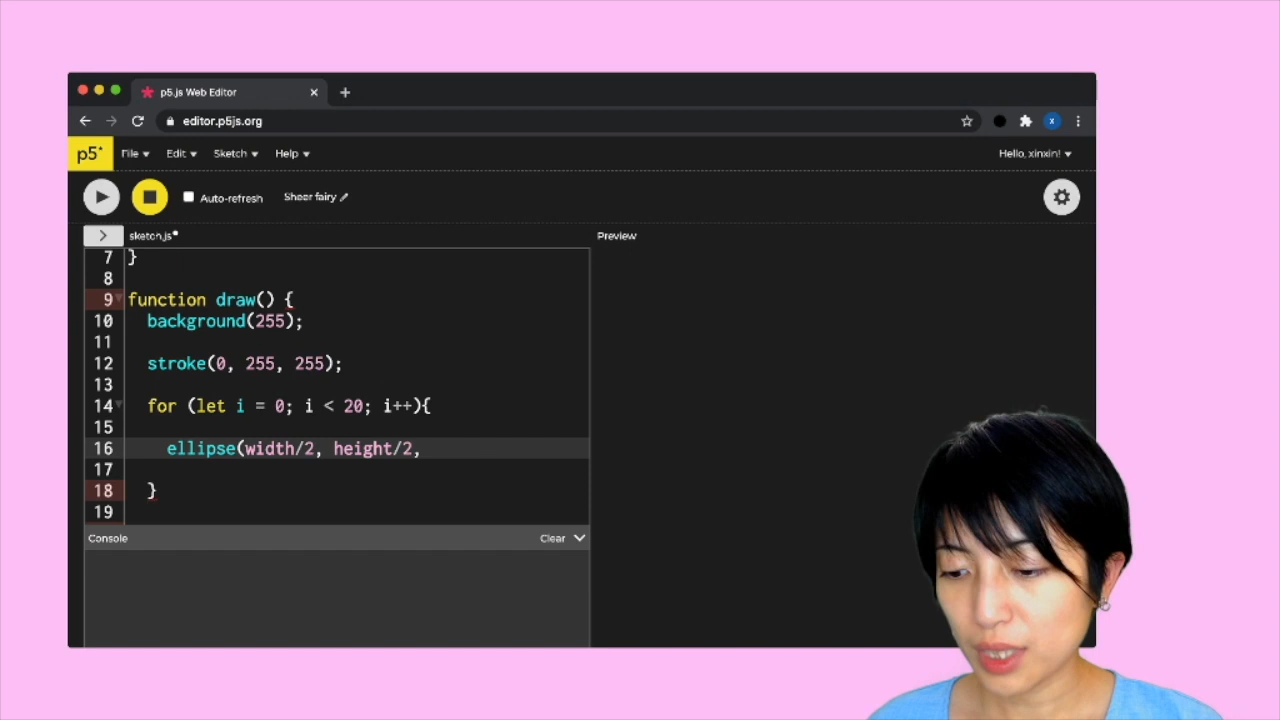 p5.js Web Editor
editor.p5js.org
x
p5* File Edit Sketch Help Hello, xinxin!
Auto-refresh Sheer fairy
> sketch.js• Preview
7 }
8
9 function draw() {
10 background(255);
11
12 stroke(0, 255, 255);
13
14 for (let i = 0; i < 20; i++){
15
16 ellipse(width/2, height/2,
17
18 }
19
Console Clear